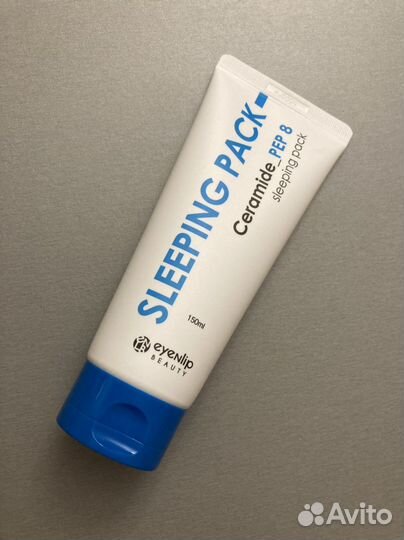 SLEEPING PACK
Ceramide_PEP 8
sleeping pack
150ml
eyeNlip
BEAUTY
Avito